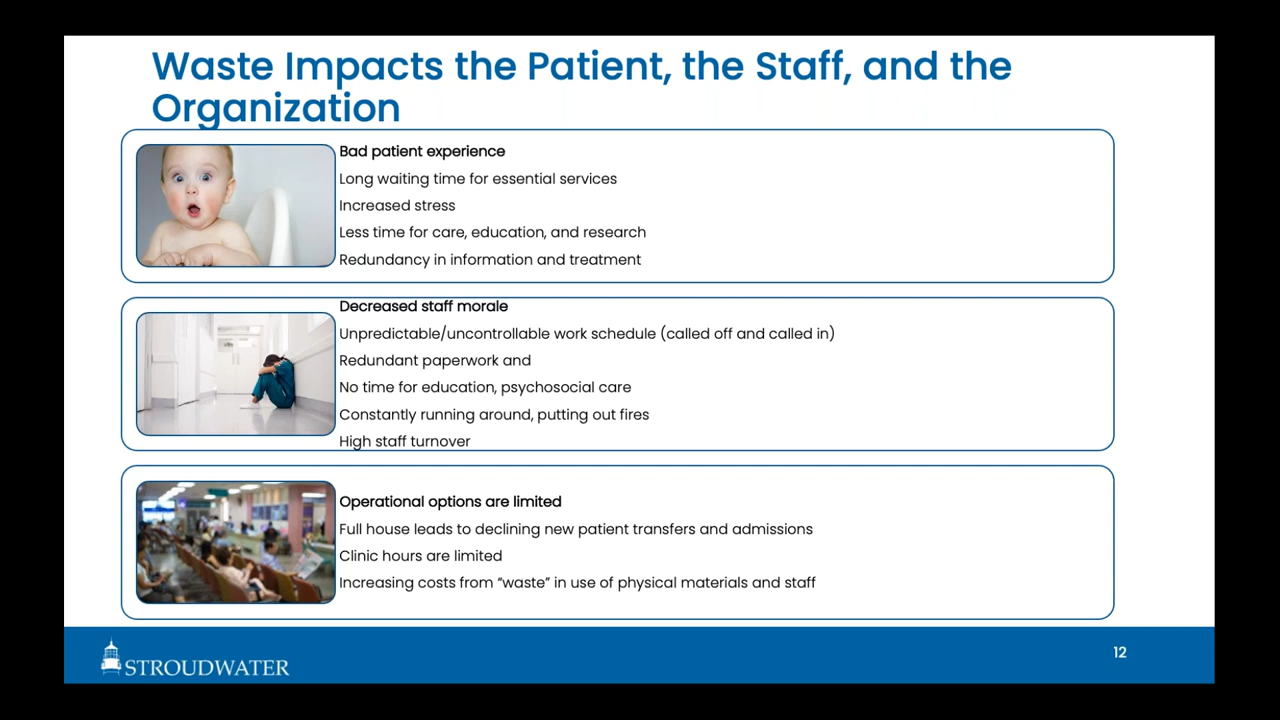 Waste Impacts the Patient, the Staff, and the
Organization
Bad patient experience
Long waiting time for essential services
Increased stress
Less time for care, education, and research
Redundancy in information and treatment
Decreased staff morale
Unpredictable/uncontrollable work schedule (called off and called in)
Redundant paperwork and
No time for education, psychosocial care
Constantly running around, putting out fires
High staff turnover
Operational options are limited
Full house leads to declining new patient transfers and admissions
Clinic hours are limited
Increasing costs from “waste” in use of physical materials and staff
STROUDWATER
12